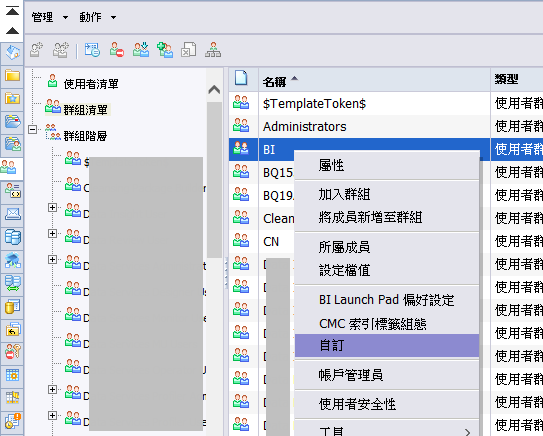 管理 動作
使用者清單
群組清單
群組階層
$
D
D
D
D
D
D
D
D
D
D
名稱 類型
$TemplateToken$ 使用者群
Administrators 使用者群
BI 使用者群
BQ15 使用者群
BQ19 使用者群
Clean 使用者群
CN 使用者群
D 使用者群
D 使用者群
D 使用者群
D 使用者群
D 使用者群
D 使用者群
D 使用者群
屬性
加入群組
將成員新增至群組
所屬成員
設定檔值
BI Launch Pad 偏好設定
CMC 索引標籤組態
自訂
帳戶管理員
使用者安全性
工具